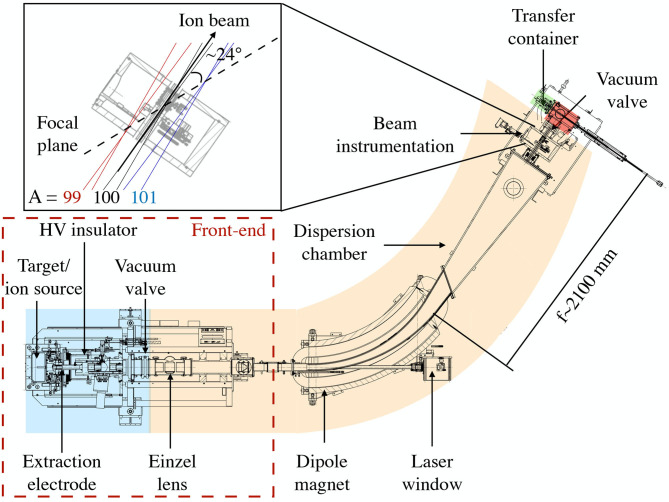 Ion beam
~24°
Focal
plane
A = 99 100 101
Transfer
container
Vacuum
valve
Beam
instrumentation
Dispersion
chamber
f~2100 mm
HV insulator
Front-end
Target/
ion source
Vacuum
valve
Extraction
electrode
Einzel
lens
Dipole
magnet
Laser
window